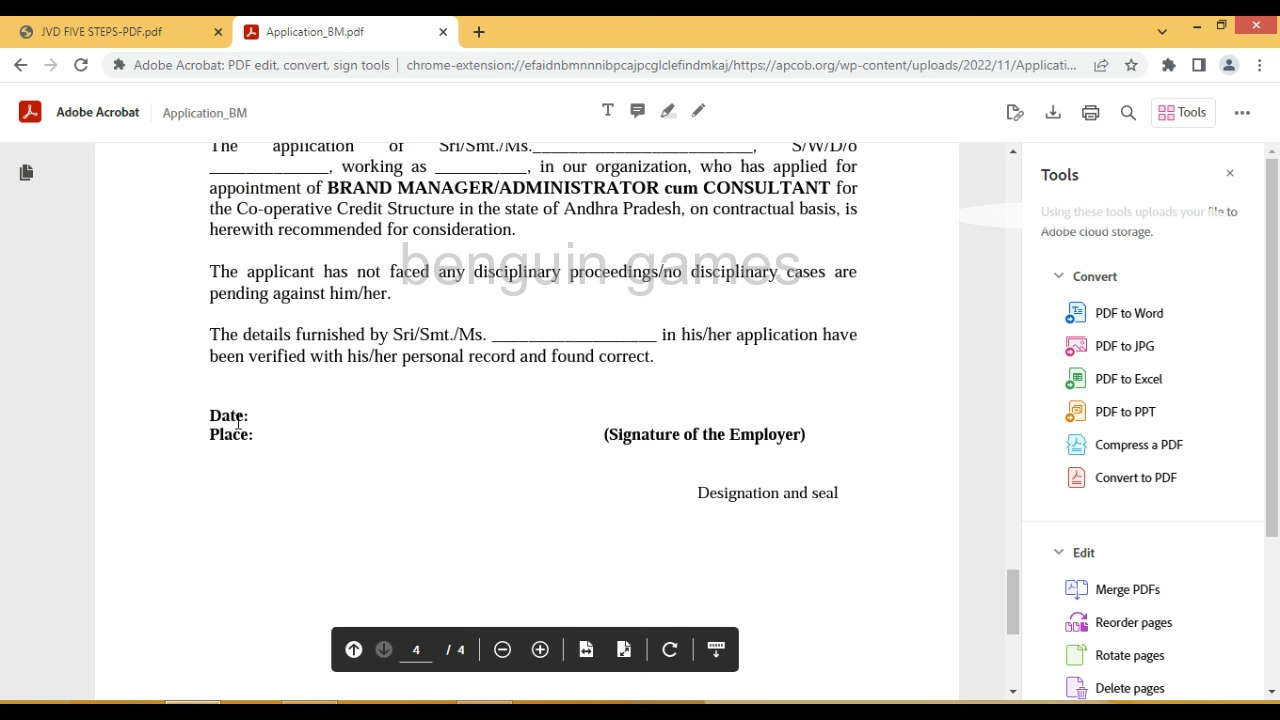 JVD FIVE STEPS-PDF.pdf
Application_BM.pdf
Adobe Acrobat: PDF edit, convert, sign tools | chrome-extension://efaidnbmnnnibpcajpcglclefindmkaj/https://apcob.org/wp-content/uploads/2022/11/Applicati...
Adobe Acrobat
Application_BM
Tools
The application of Sri/Smt./Ms.________________________, S/W/D/o
_____________, working as __________, in our organization, who has applied for
appointment of BRAND MANAGER/ADMINISTRATOR cum CONSULTANT for
the Co-operative Credit Structure in the state of Andhra Pradesh, on contractual basis, is
herewith recommended for consideration.
benguin games
The applicant has not faced any disciplinary proceedings/no disciplinary cases are
pending against him/her.
The details furnished by Sri/Smt./Ms. __________________ in his/her application have
been verified with his/her personal record and found correct.
Date:
Place:
(Signature of the Employer)
Designation and seal
4 / 4
Tools
Using these tools uploads your file to
Adobe cloud storage.
Convert
PDF to Word
PDF to JPG
PDF to Excel
PDF to PPT
Compress a PDF
Convert to PDF
Edit
Merge PDFs
Reorder pages
Rotate pages
Delete pages